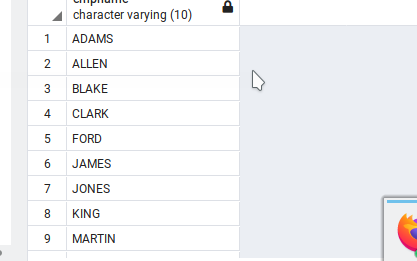 empname
character varying (10)
1 ADAMS
2 ALLEN
3 BLAKE
4 CLARK
5 FORD
6 JAMES
7 JONES
8 KING
9 MARTIN